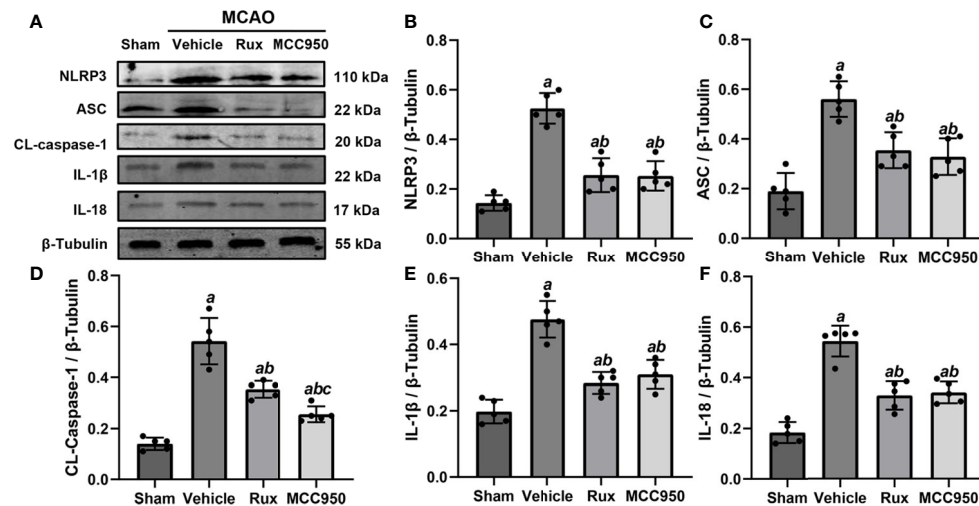 A
MCAO
Sham Vehicle Rux MCC950
NLRP3 110 kDa
ASC 22 kDa
CL-caspase-1 20 kDa
IL-1β 22 kDa
IL-18 17 kDa
β-Tubulin 55 kDa
B
NLRP3 / β-Tubulin
0.8
0.6
0.4
0.2
0.0
a
ab
ab
Sham Vehicle Rux MCC950
C
ASC / β-Tubulin
0.8
0.6
0.4
0.2
0.0
a
ab
ab
Sham Vehicle Rux MCC950
D
CL-Caspase-1 / β-Tubulin
0.8
0.6
0.4
0.2
0.0
a
ab
abc
Sham Vehicle Rux MCC950
E
IL-1β / β-Tubulin
0.6
0.4
0.2
0.0
a
ab
ab
Sham Vehicle Rux MCC950
F
IL-18 / β-Tubulin
0.8
0.6
0.4
0.2
0.0
a
ab
ab
Sham Vehicle Rux MCC950